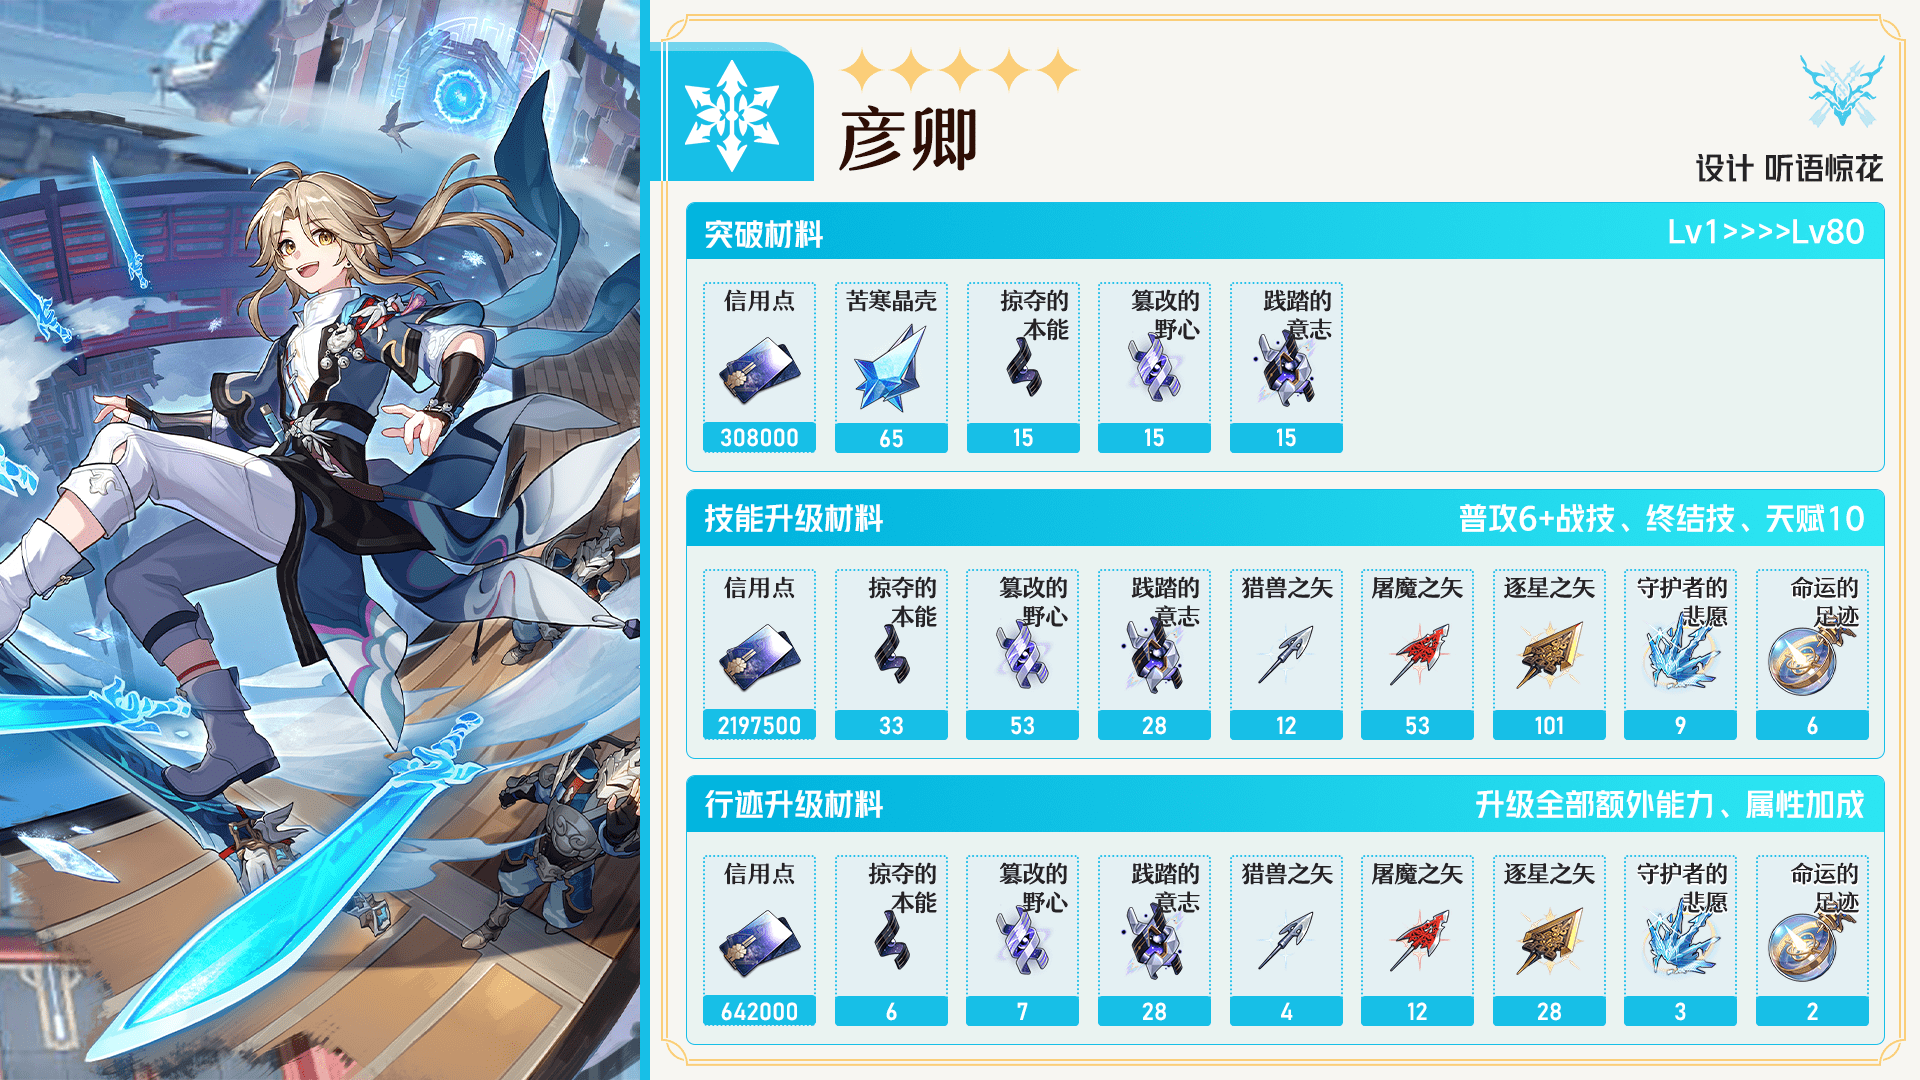 彦卿
设计 听语惊花
突破材料
Lv1>>>>Lv80
信用点
308000
苦寒晶壳
65
掠夺的
本能
15
篡改的
野心
15
践踏的
意志
15
技能升级材料
普攻6+战技、终结技、天赋10
信用点
2197500
掠夺的
本能
33
篡改的
野心
53
践踏的
意志
28
猎兽之矢
12
屠魔之矢
53
逐星之矢
101
守护者的
悲愿
9
命运的
足迹
6
行迹升级材料
升级全部额外能力、属性加成
信用点
642000
掠夺的
本能
6
篡改的
野心
7
践踏的
意志
28
猎兽之矢
4
屠魔之矢
12
逐星之矢
28
守护者的
悲愿
3
命运的
足迹
2